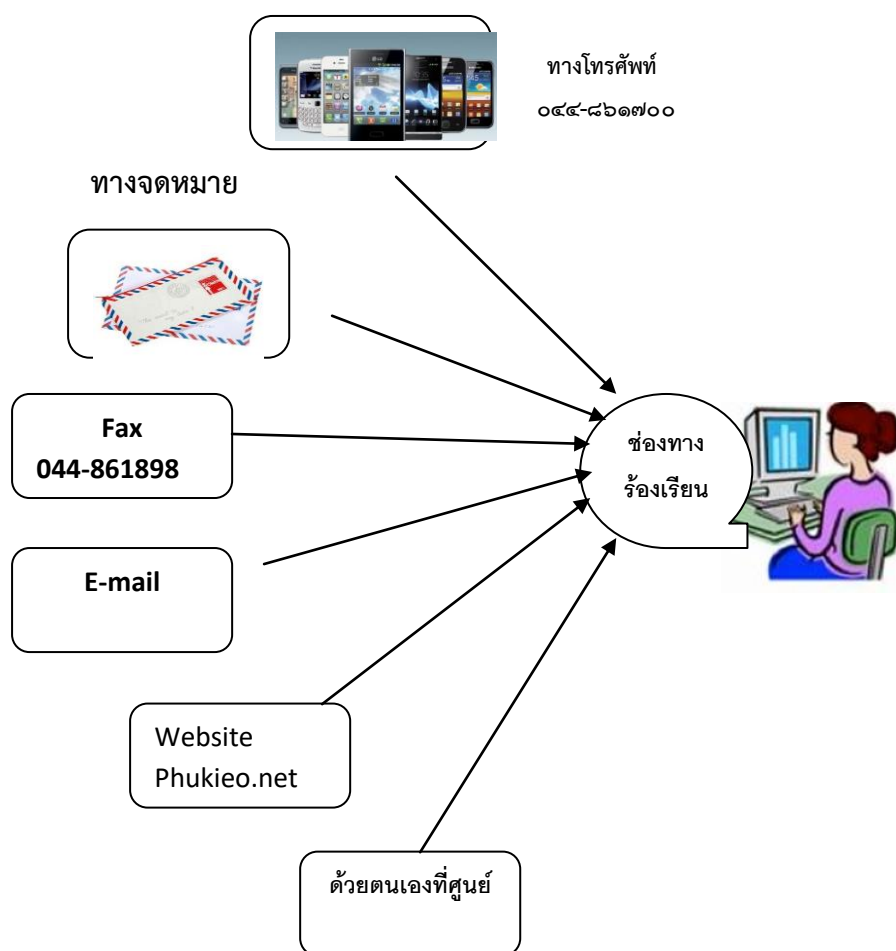 ทางโทรศัพท์
๐๔๔-๘๖๑๗๐๐
ทางจดหมาย
Fax
044-861898
ช่องทาง
ร้องเรียน
E-mail
Website
Phukieo.net
ด้วยตนเองที่ศูนย์